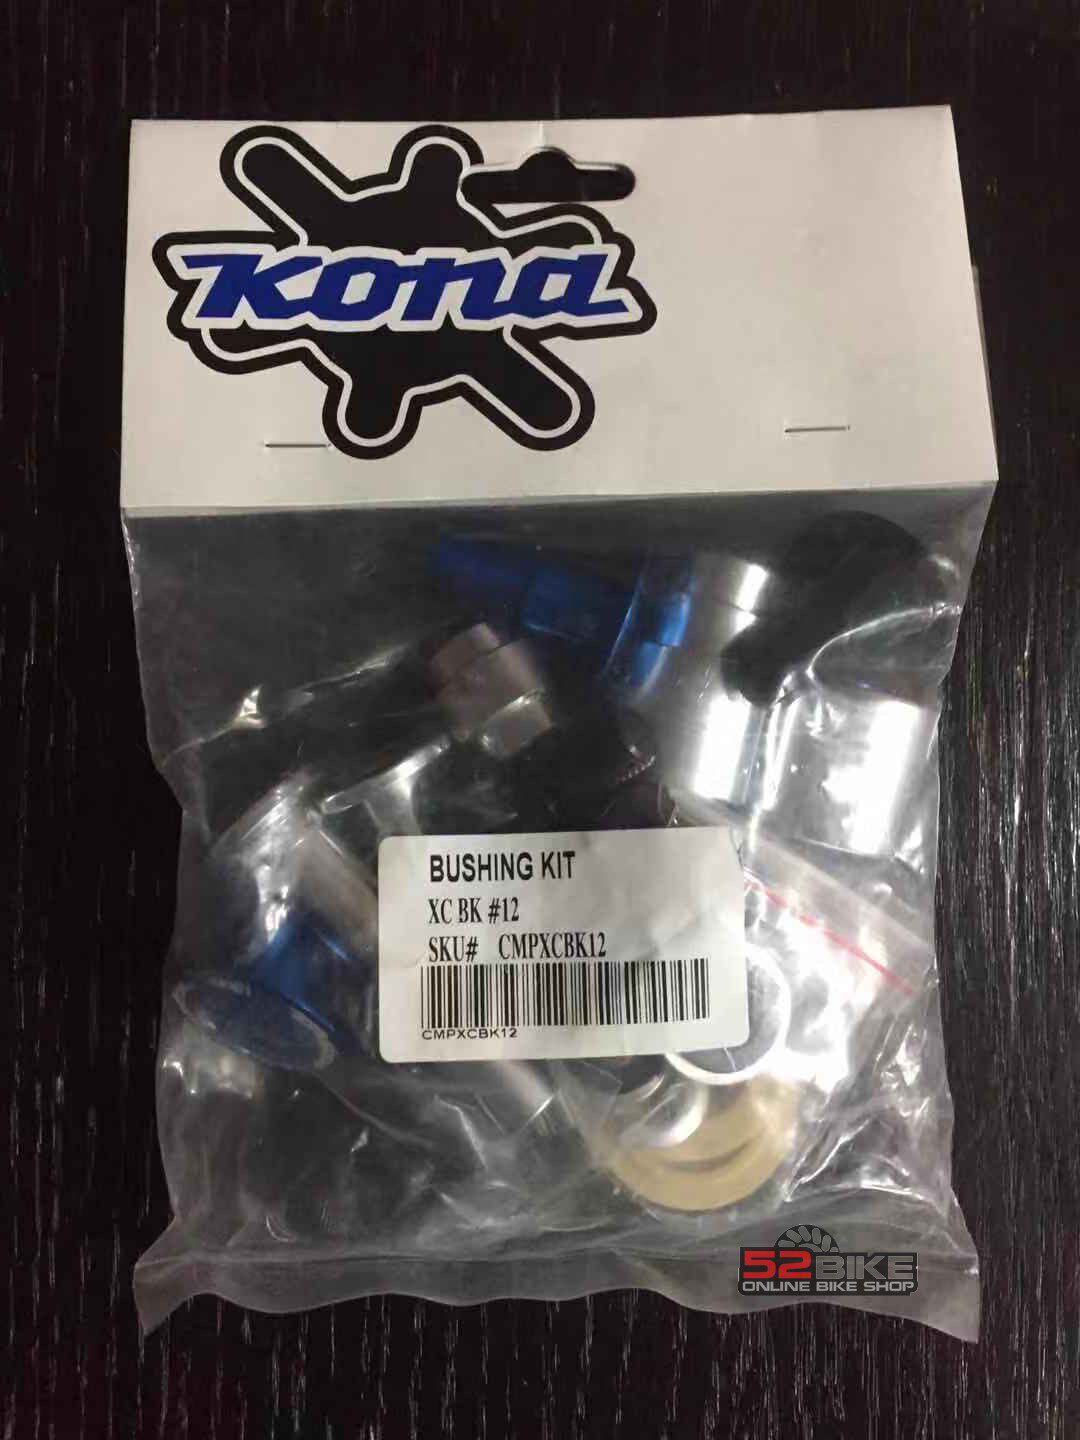 Kona
BUSHING KIT
XC BK #12
SKU# CMPXCBK12
CMPXCBK12
52BIKE
ONLINE BIKE SHOP